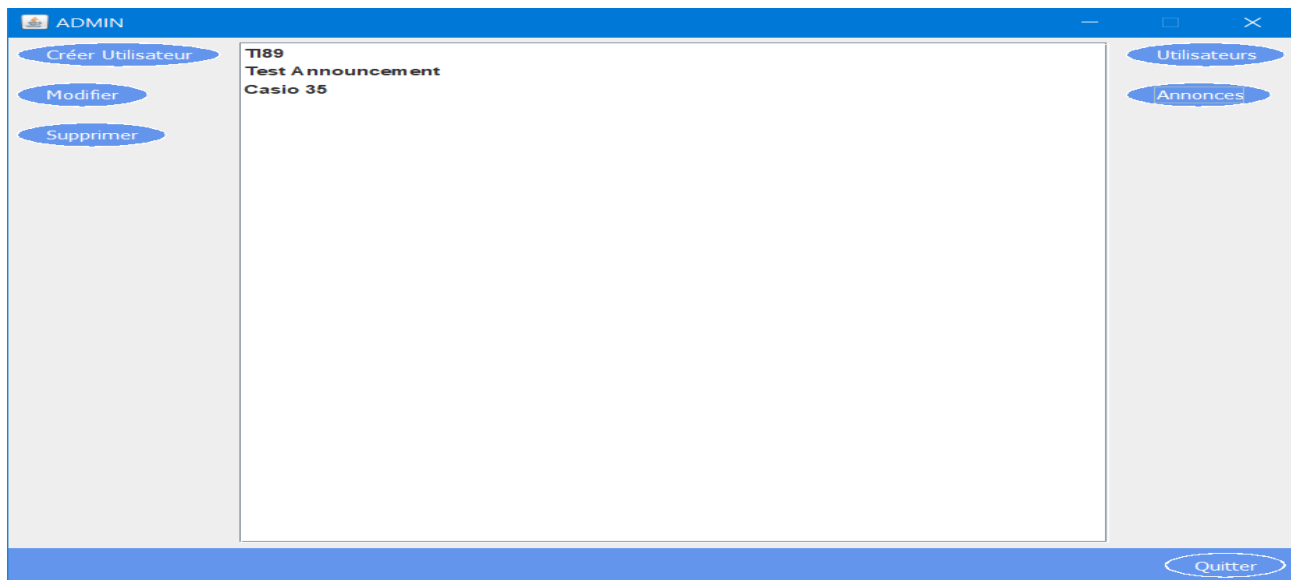 ADMIN
Créer Utilisateur
Modifier
Supprimer
TI89
Test Announcement
Casio 35
Utilisateurs
Annonces
Quitter